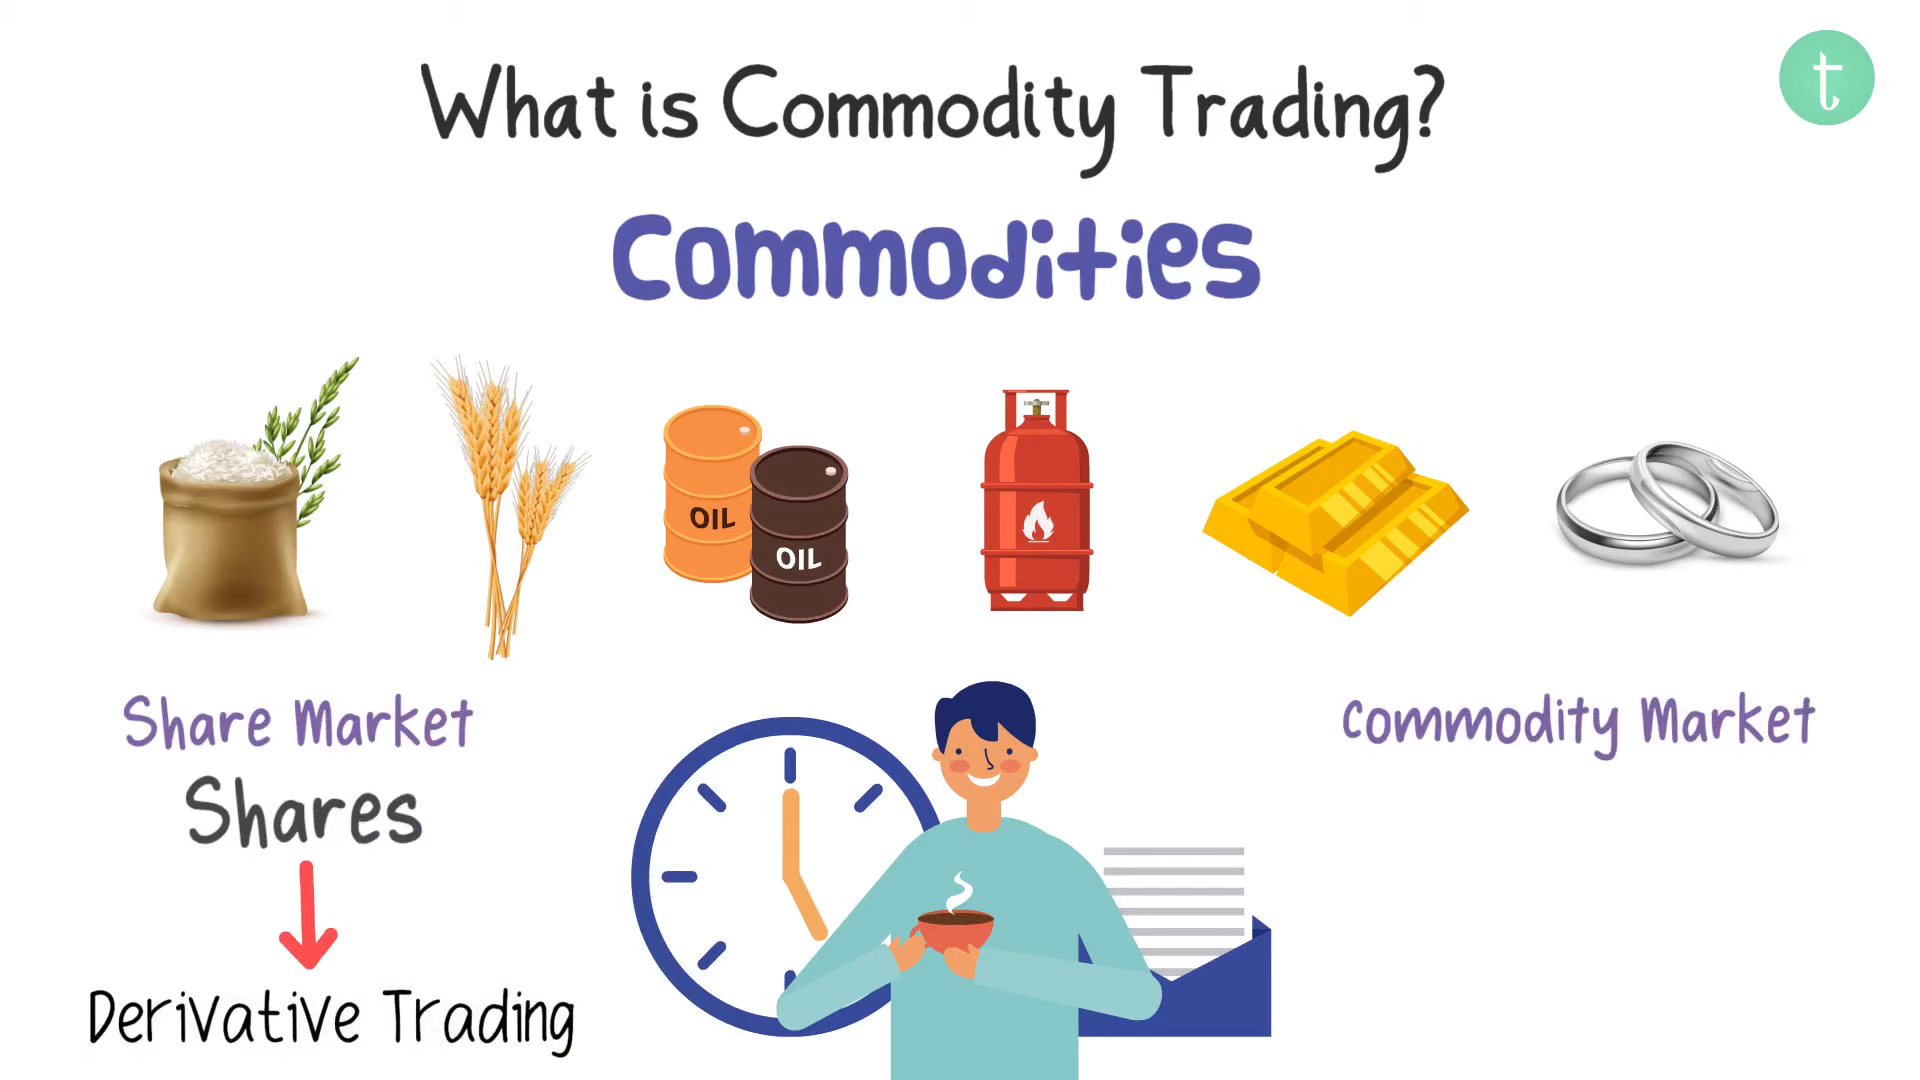 What is Commodity Trading?
t
Commodities
OIL
OIL
Share Market
Commodity Market
Shares
Derivative Trading